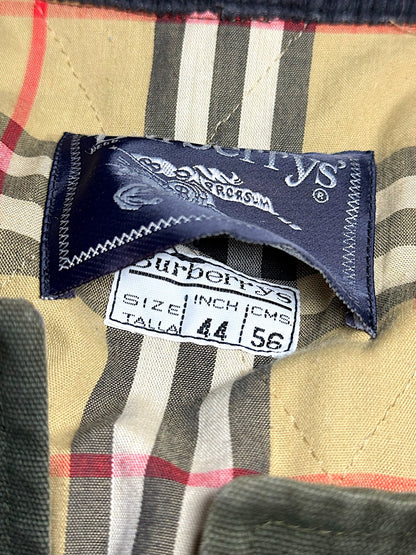 Burberrys®
PRORSUM
Burberrys
SIZE INCH CMS.
TALLA 44 56